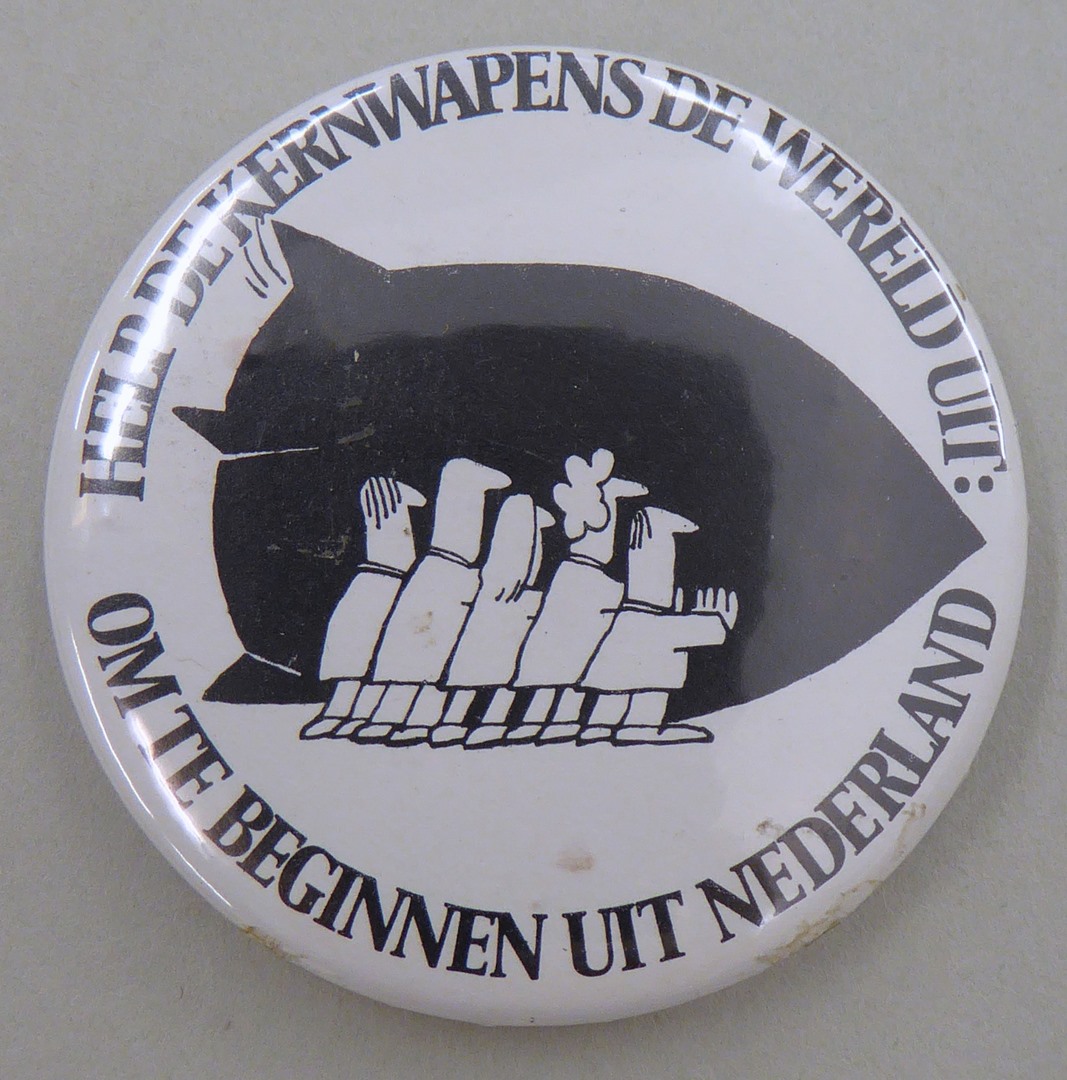 HELP DE KERNWAPENS DE WERELD UIT:
OM TE BEGINNEN UIT NEDERLAND